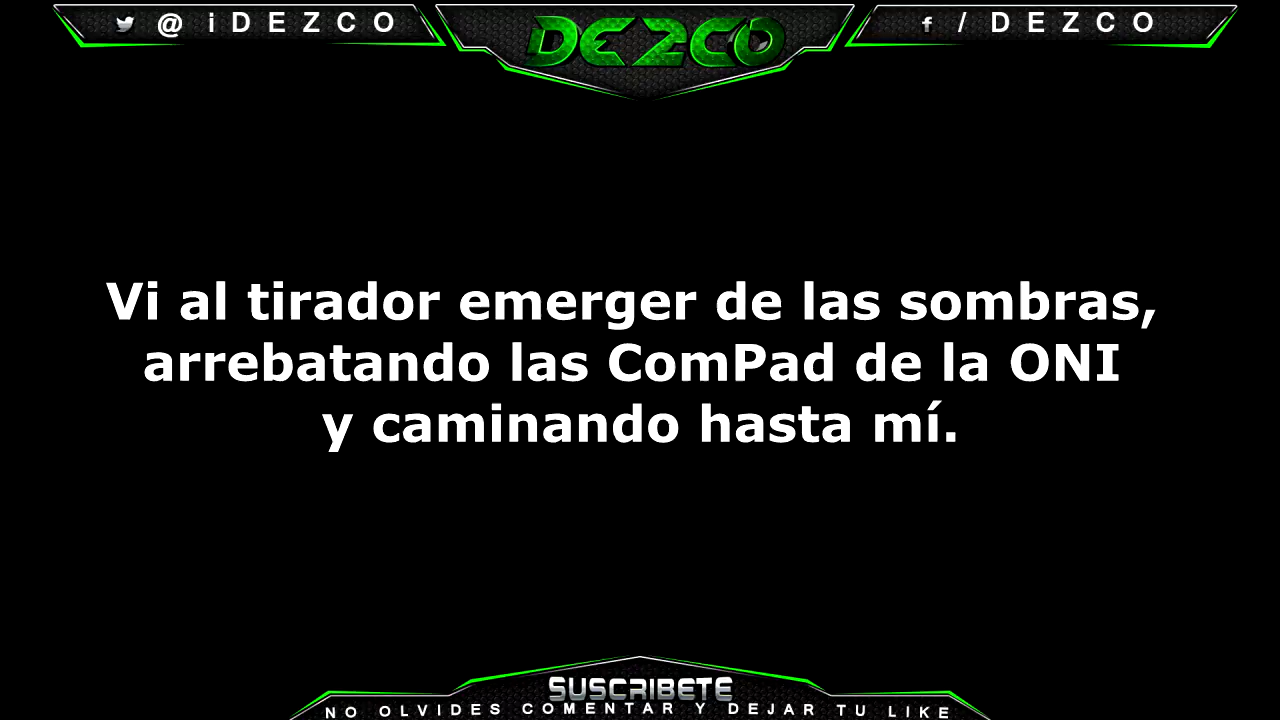 @iDEZCO
DEZCO
/DEZCO
Vi al tirador emerger de las sombras,
arrebatando las ComPad de la ONI
y caminando hasta mí.
SUSCRIBETE
NO OLVIDES COMENTAR Y DEJAR TU LIKE